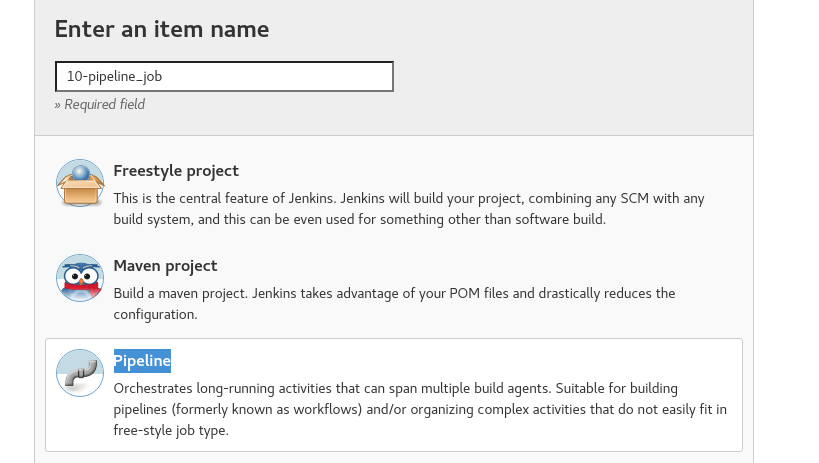 Enter an item name
10-pipeline_job
» Required field
Freestyle project
This is the central feature of Jenkins. Jenkins will build your project, combining any SCM with any
build system, and this can be even used for something other than software build.
Maven project
Build a maven project. Jenkins takes advantage of your POM files and drastically reduces the
configuration.
Pipeline
Orchestrates long-running activities that can span multiple build agents. Suitable for building
pipelines (formerly known as workflows) and/or organizing complex activities that do not easily fit in
free-style job type.